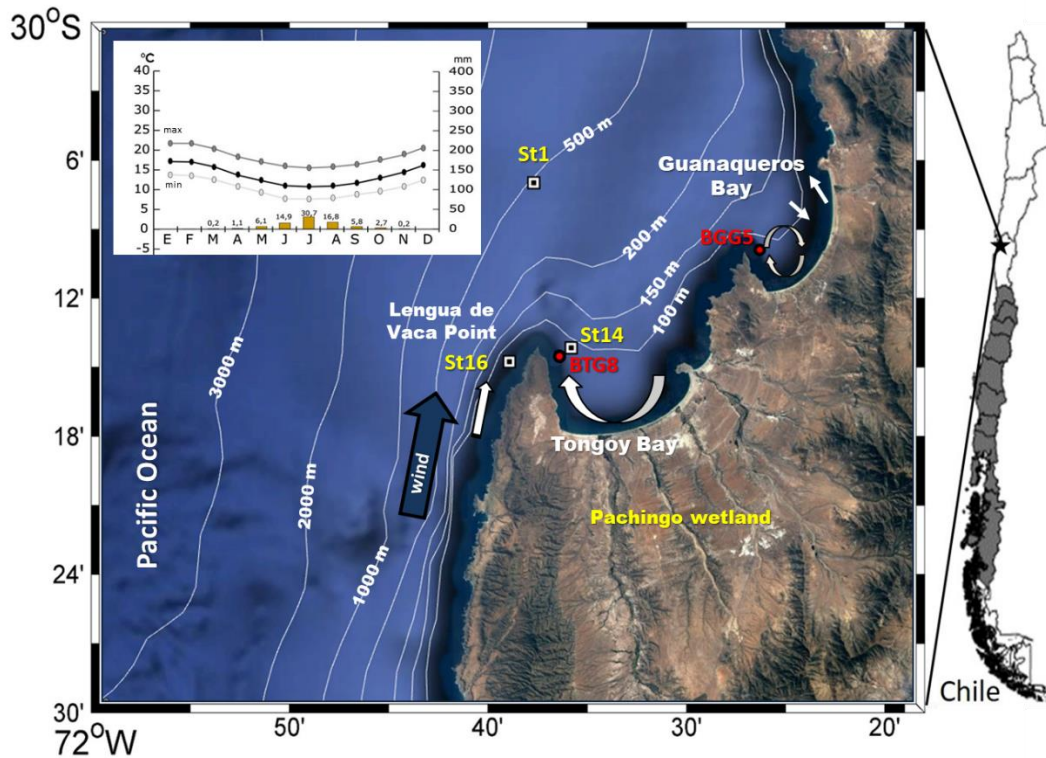 30°S
6'
12'
18'
24'
30'
72°W
50'
40'
30'
20'
°C
40
35
30
25
20
15
10
5
0
-5
mm
400
350
300
250
200
150
100
50
0
max
min
0,2
1,1
6,1
14,9
30,7
16,8
5,8
2,7
0,2
E F M A M J J A S O N D
St1
500 m
Guanaqueros
Bay
BGG5
200 m
150 m
100 m
Lengua de
Vaca Point
St14
St16
BTG8
3000 m
2000 m
1000 m
wind
Pacific Ocean
Tongoy Bay
Pachingo wetland
Chile